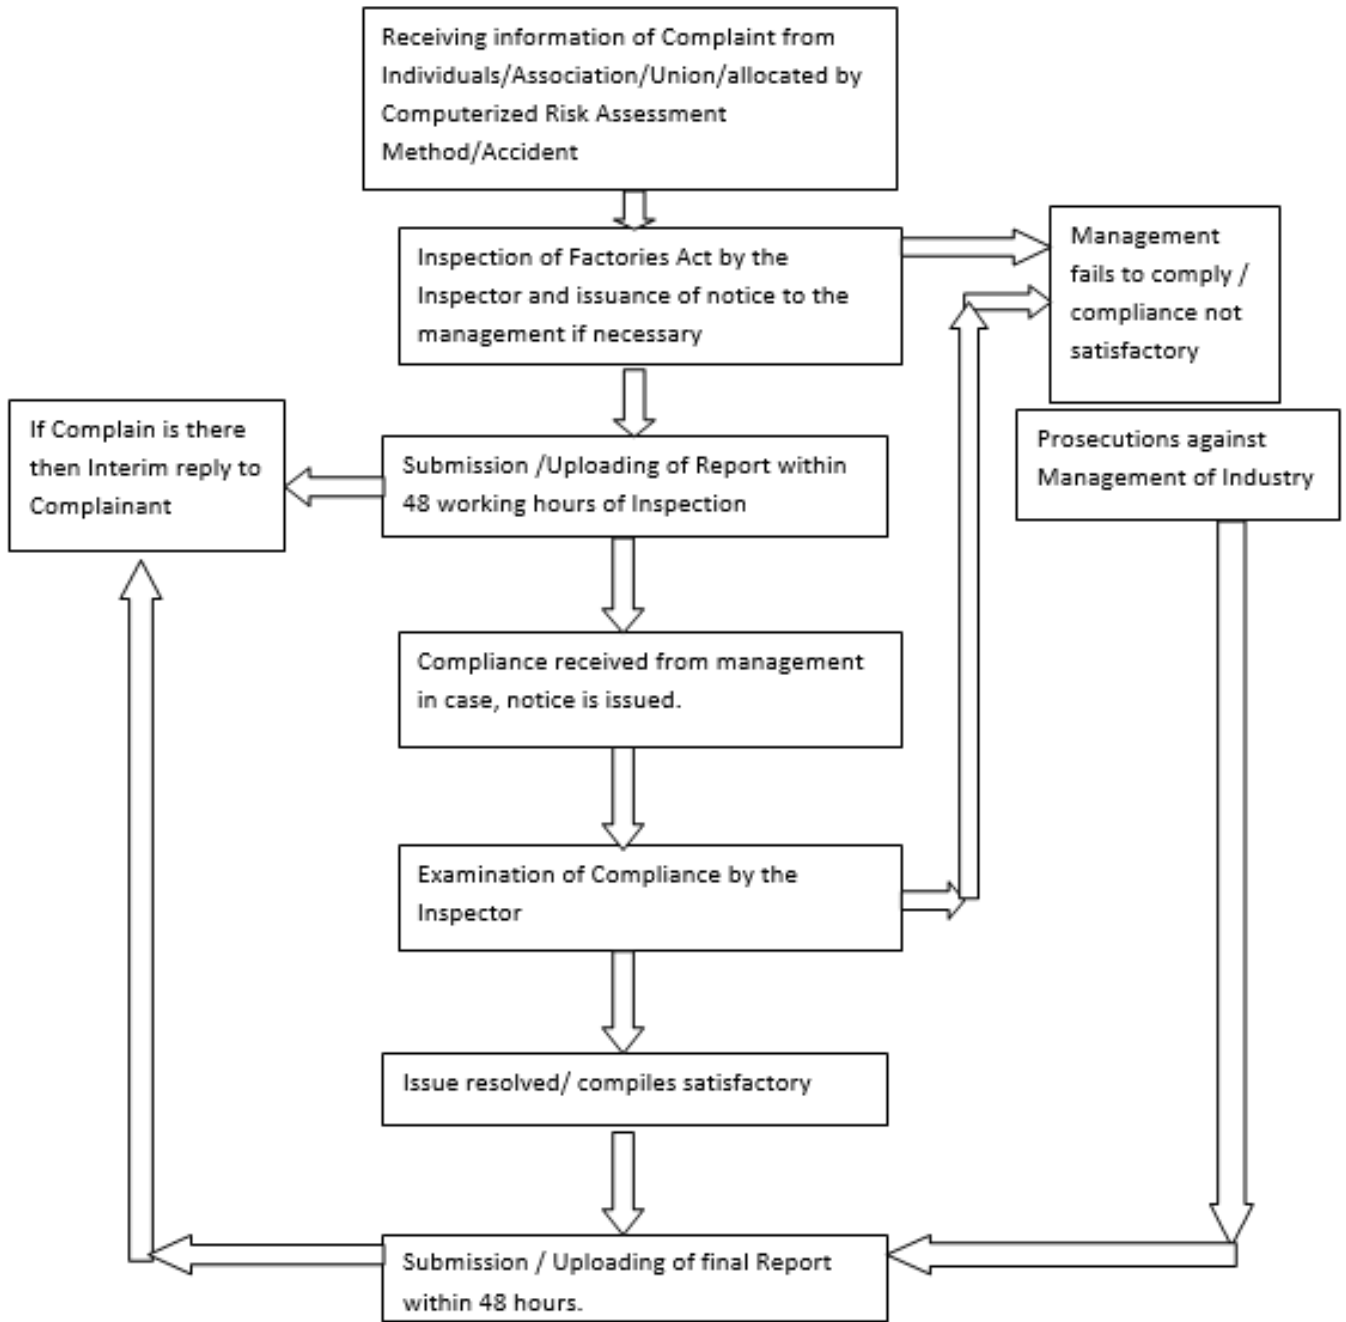 Receiving information of Complaint from
Individuals/Association/Union/allocated by
Computerized Risk Assessment
Method/Accident
Inspection of Factories Act by the
Inspector and issuance of notice to the
management if necessary
Management
fails to comply /
compliance not
satisfactory
If Complain is there
then Interim reply to
Complainant
Submission /Uploading of Report within
48 working hours of Inspection
Prosecutions against
Management of Industry
Compliance received from management
in case, notice is issued.
Examination of Compliance by the
Inspector
Issue resolved/ compiles satisfactory
Submission / Uploading of final Report
within 48 hours.